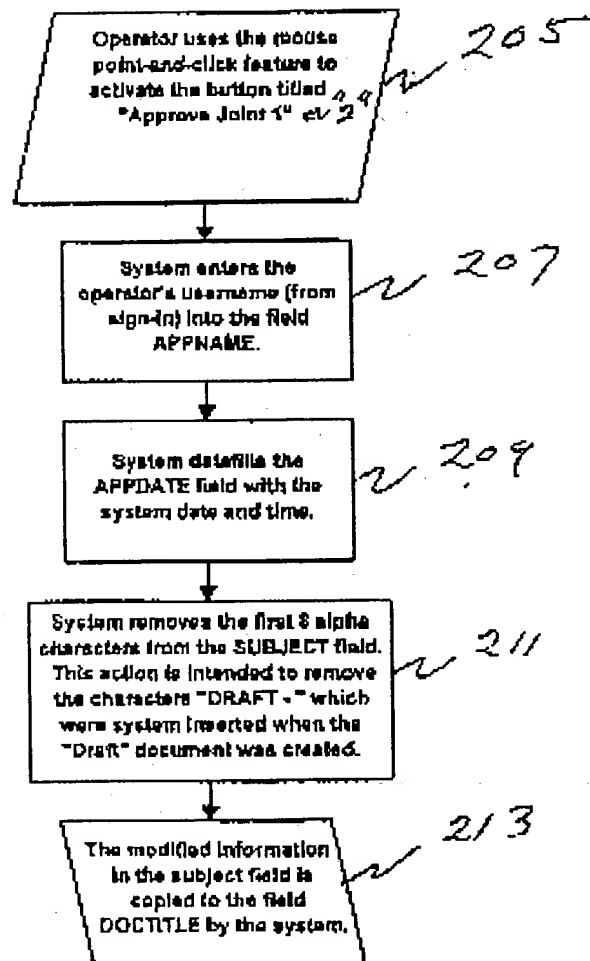 Operator uses the mouse
point-and-click feature to
activate the button titled
"Approve Joint 1" or 2"
205
System enters the
operator's username (from
sign-in) into the field
APPNAME.
207
System datefills the
APPDATE field with the
system date and time.
209
System removes the first 8 alpha
characters from the SUBJECT field.
This action is intended to remove
the characters "DRAFT -" which
were system inserted when the
"Draft" document was created.
211
The modified information
in the subject field is
copied to the field
DOCTITLE by the system.
213